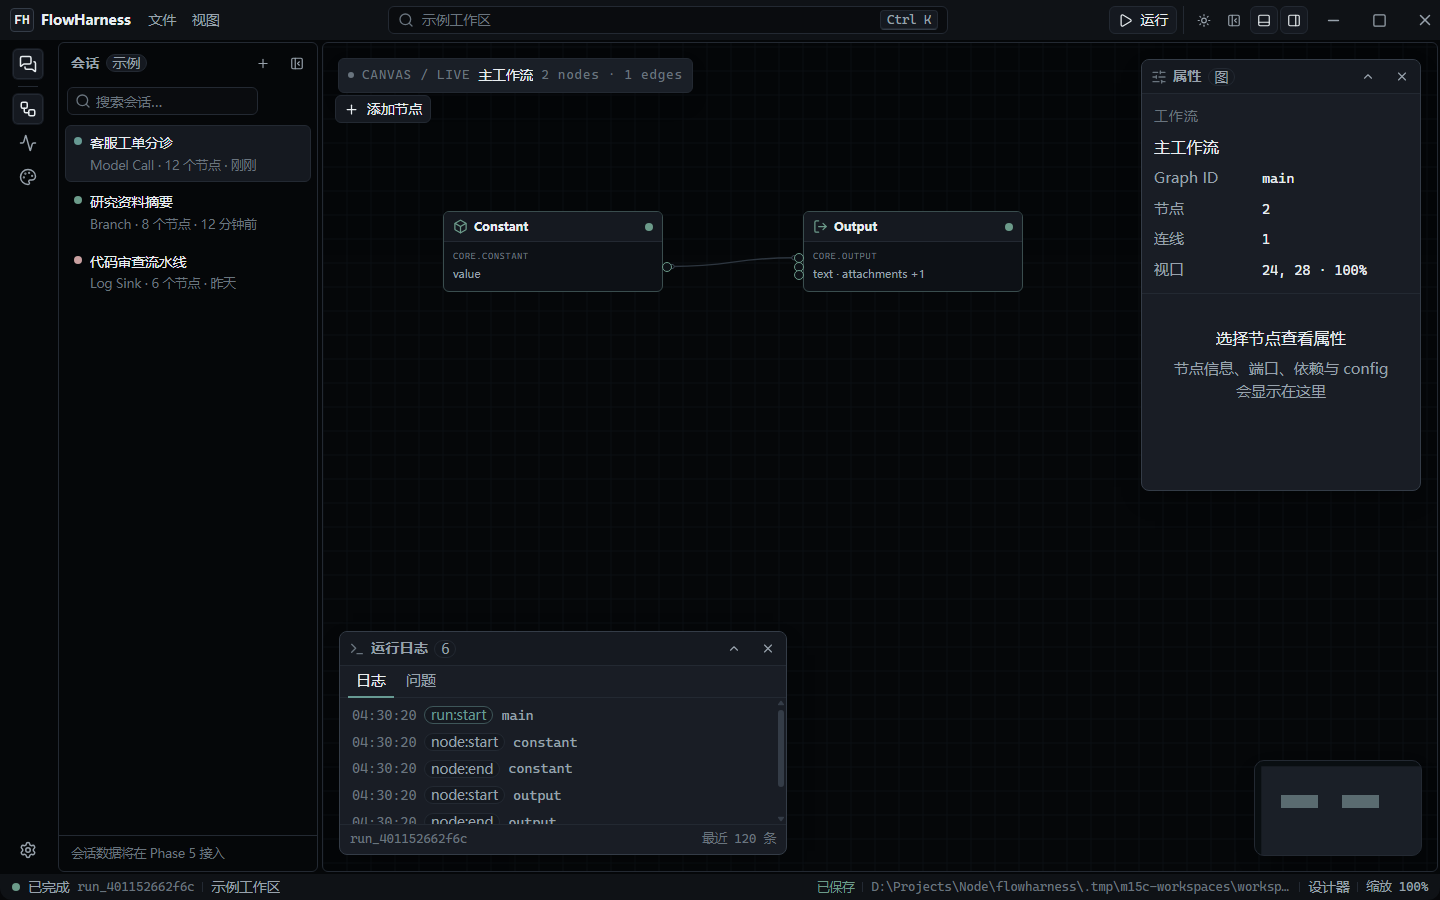 FH FlowHarness 文件 视图
示例工作区 Ctrl K
运行
会话 示例
搜索会话...
客服工单分诊
Model Call · 12 个节点 · 刚刚
研究资料摘要
Branch · 8 个节点 · 12 分钟前
代码审查流水线
Log Sink · 6 个节点 · 昨天
会话数据将在 Phase 5 接入
CANVAS / LIVE 主工作流 2 nodes · 1 edges
添加节点
Constant
CORE.CONSTANT
value
Output
CORE.OUTPUT
text · attachments +1
属性 图
工作流
主工作流
Graph ID main
节点 2
连线 1
视口 24, 28 · 100%
选择节点查看属性
节点信息、端口、依赖与 config
会显示在这里
运行日志 6
日志 问题
04:30:20 run:start main
04:30:20 node:start constant
04:30:20 node:end constant
04:30:20 node:start output
04:30:20 node:end output
run_401152662f6c 最近 120 条
已完成 run_401152662f6c 示例工作区
已保存 D:\Projects\Node\flowharness\.tmp\m15c-workspaces\worksp… 设计器 缩放 100%